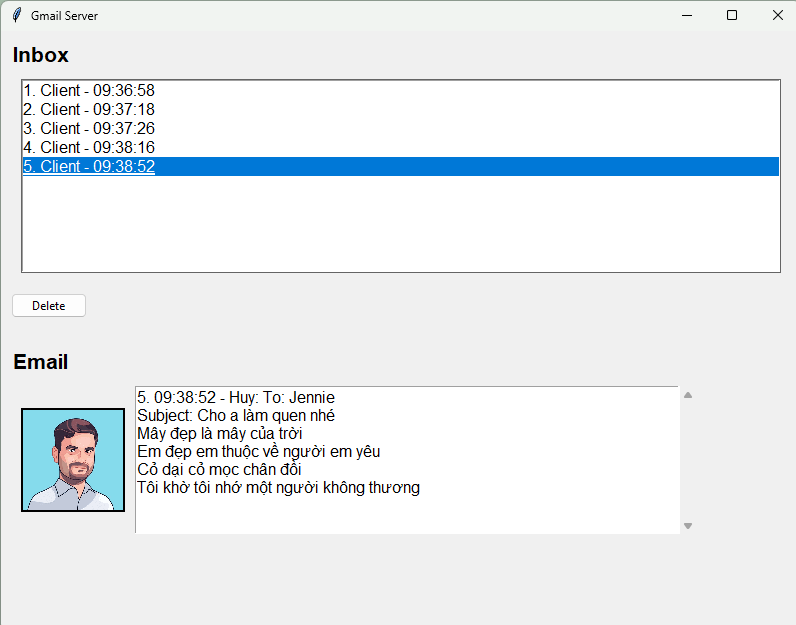 Gmail Server
Inbox
1. Client - 09:36:58
2. Client - 09:37:18
3. Client - 09:37:26
4. Client - 09:38:16
5. Client - 09:38:52
Delete
Email
5. 09:38:52 - Huy: To: Jennie
Subject: Cho a làm quen nhé
Mây đẹp là mây của trời
Em đẹp em thuộc về người em yêu
Cỏ dại cỏ mọc chân đồi
Tôi khờ tôi nhớ một người không thương